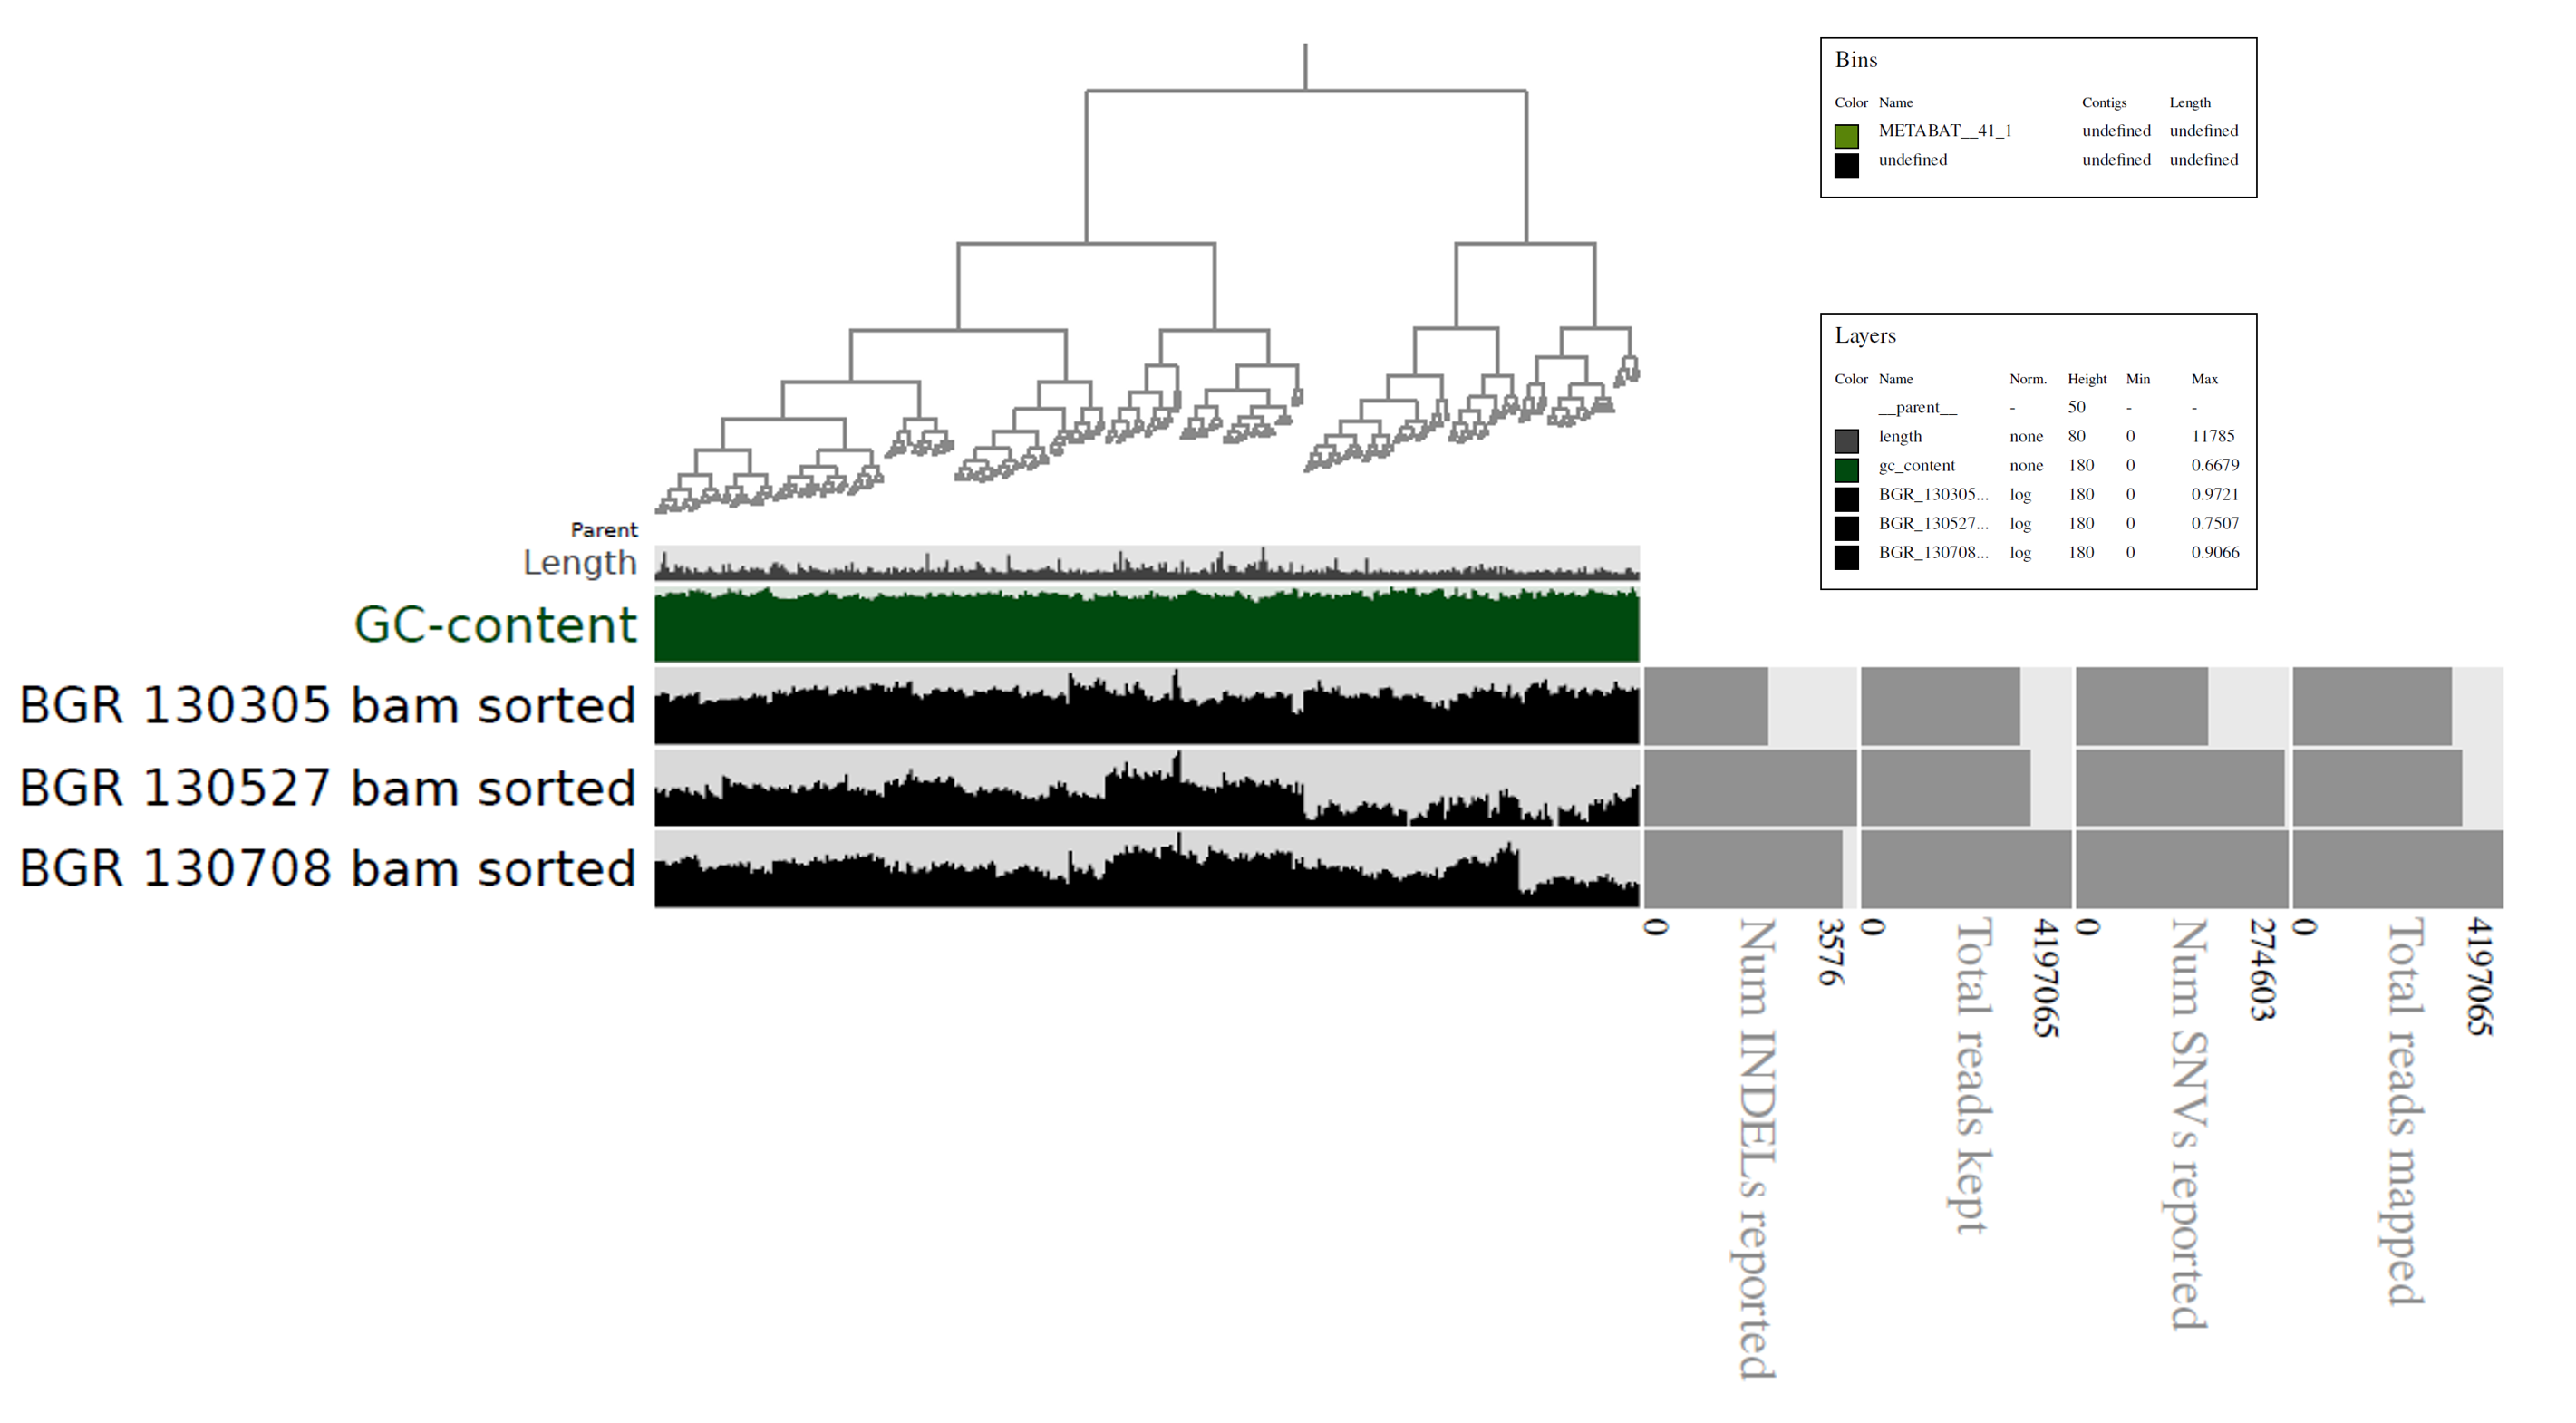 Bins
Color Name Contigs Length
METABAT__41_1 undefined undefined
undefined undefined undefined
Layers
Color Name Norm. Height Min Max
__parent__ - 50 - -
length none 80 0 11785
gc_content none 180 0 0.6679
BGR_130305... log 180 0 0.9721
BGR_130527... log 180 0 0.7507
BGR_130708... log 180 0 0.9066
Parent
Length
GC-content
BGR 130305 bam sorted
BGR 130527 bam sorted
BGR 130708 bam sorted
0 Num INDELs reported 3576
0 Total reads kept 4197065
0 Num SNVs reported 274603
0 Total reads mapped 4197065